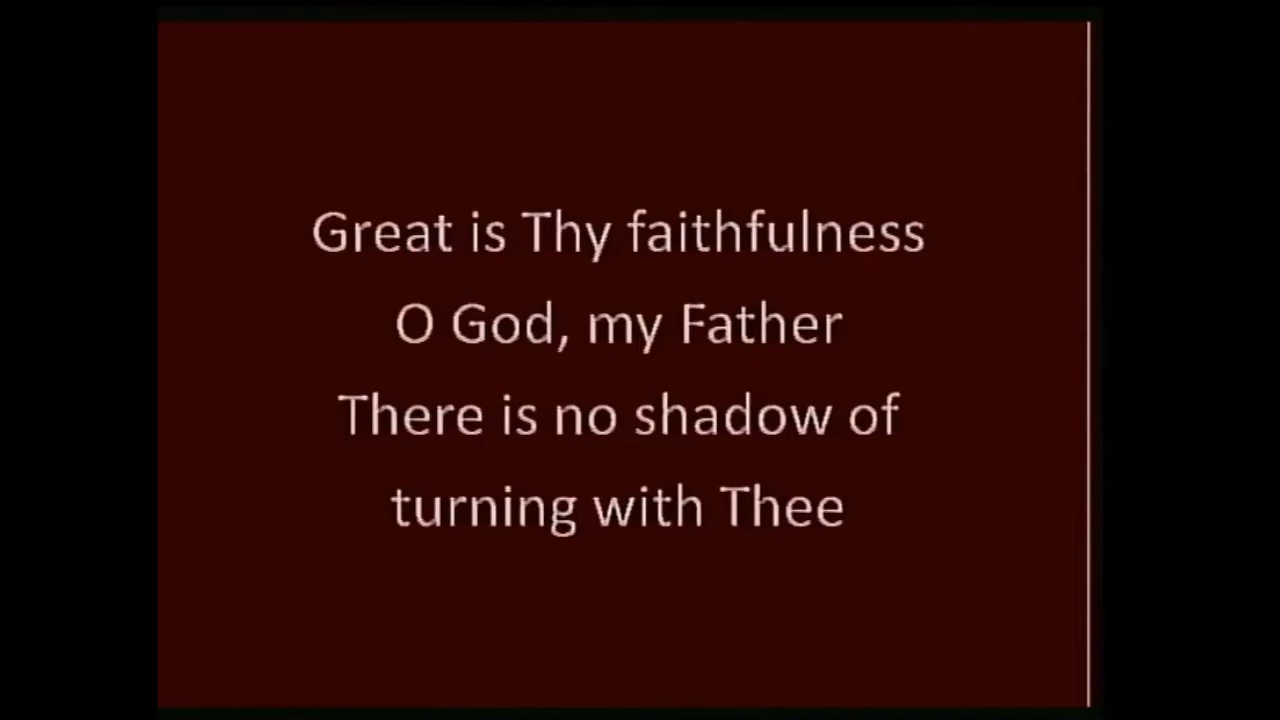 Great is Thy faithfulness
O God, my Father
There is no shadow of
turning with Thee